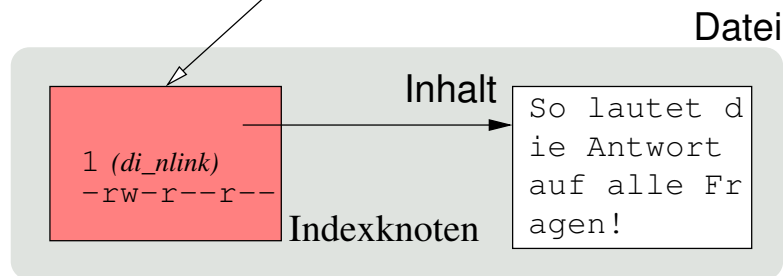 Datei
Inhalt
1 (di_nlink)
-rw-r--r--
Indexknoten
So lautet d
ie Antwort
auf alle Fr
agen!